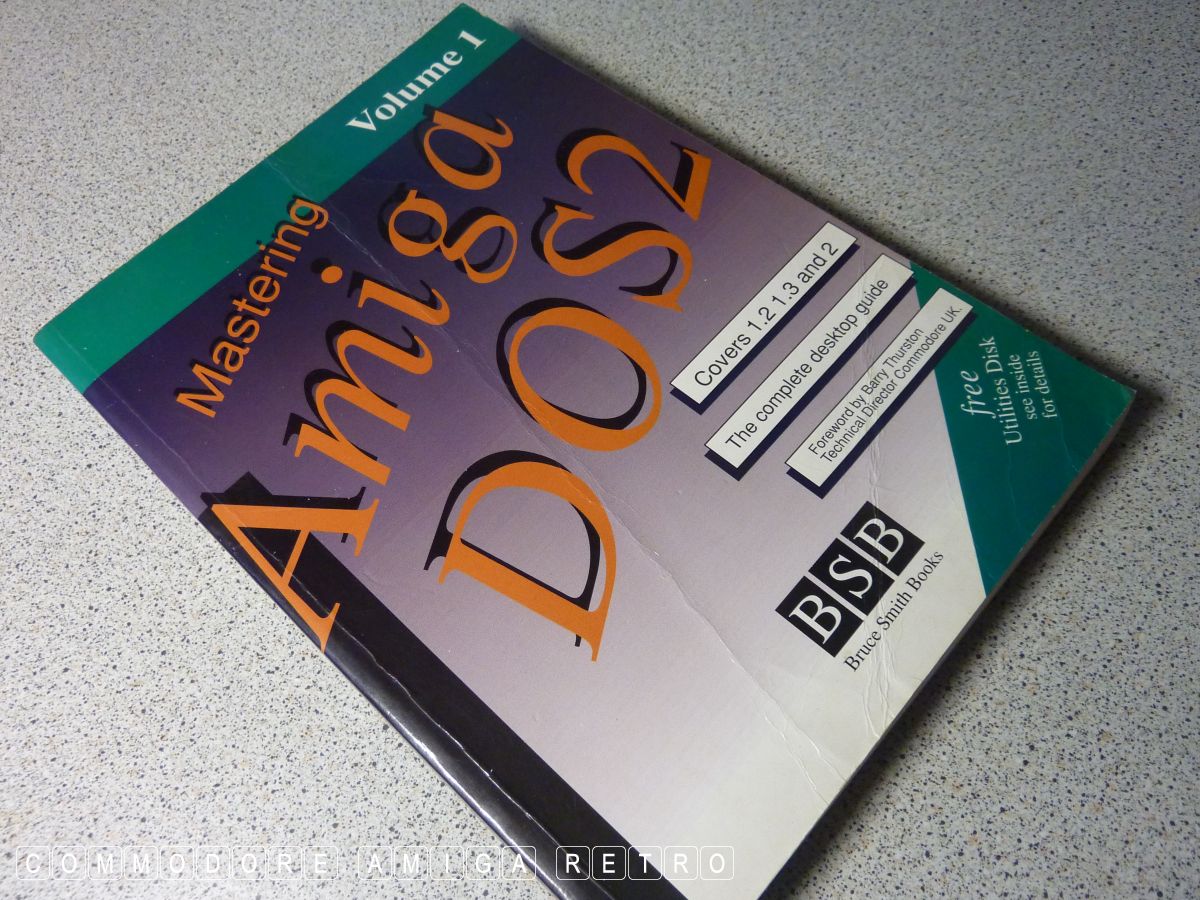 Volume 1
Mastering
Amiga
DOS2
Covers 1.2 1.3 and 2
The complete desktop guide
Foreword by Barry Thurston
Technical Director Commodore UK.
free
Utilities Disk
see inside
for details
BSB
Bruce Smith Books
COMMODORE AMIGA RETRO